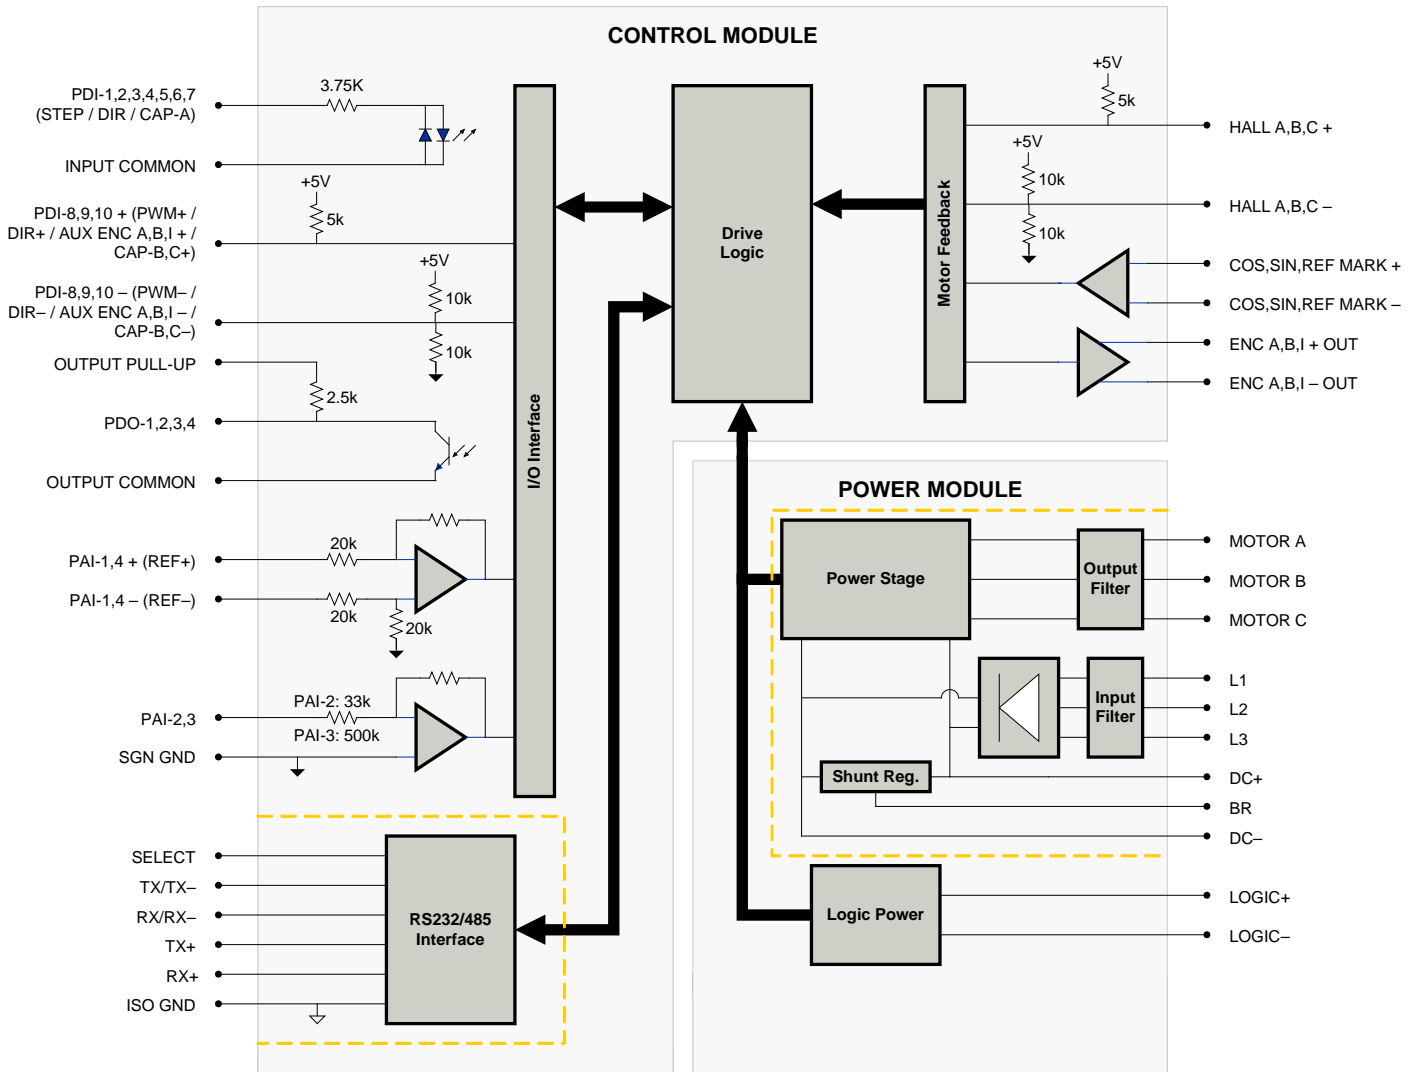 CONTROL MODULE
PDI-1,2,3,4,5,6,7
(STEP / DIR / CAP-A)
3.75K
INPUT COMMON
+5V
5k
PDI-8,9,10 + (PWM+ /
DIR+ / AUX ENC A,B,I + /
CAP-B,C+)
+5V
10k
10k
PDI-8,9,10 – (PWM– /
DIR– / AUX ENC A,B,I – /
CAP-B,C–)
OUTPUT PULL-UP
2.5k
PDO-1,2,3,4
OUTPUT COMMON
PAI-1,4 + (REF+)
20k
PAI-1,4 – (REF–)
20k
20k
PAI-2,3
PAI-2: 33k
PAI-3: 500k
SGN GND
I/O Interface
Drive
Logic
Motor Feedback
+5V
5k
HALL A,B,C +
+5V
10k
10k
HALL A,B,C –
COS,SIN,REF MARK +
COS,SIN,REF MARK –
ENC A,B,I + OUT
ENC A,B,I – OUT
SELECT
TX/TX–
RX/RX–
TX+
RX+
ISO GND
RS232/485
Interface
POWER MODULE
Power Stage
Output
Filter
MOTOR A
MOTOR B
MOTOR C
Input
Filter
L1
L2
L3
Shunt Reg.
DC+
BR
DC–
Logic Power
LOGIC+
LOGIC–